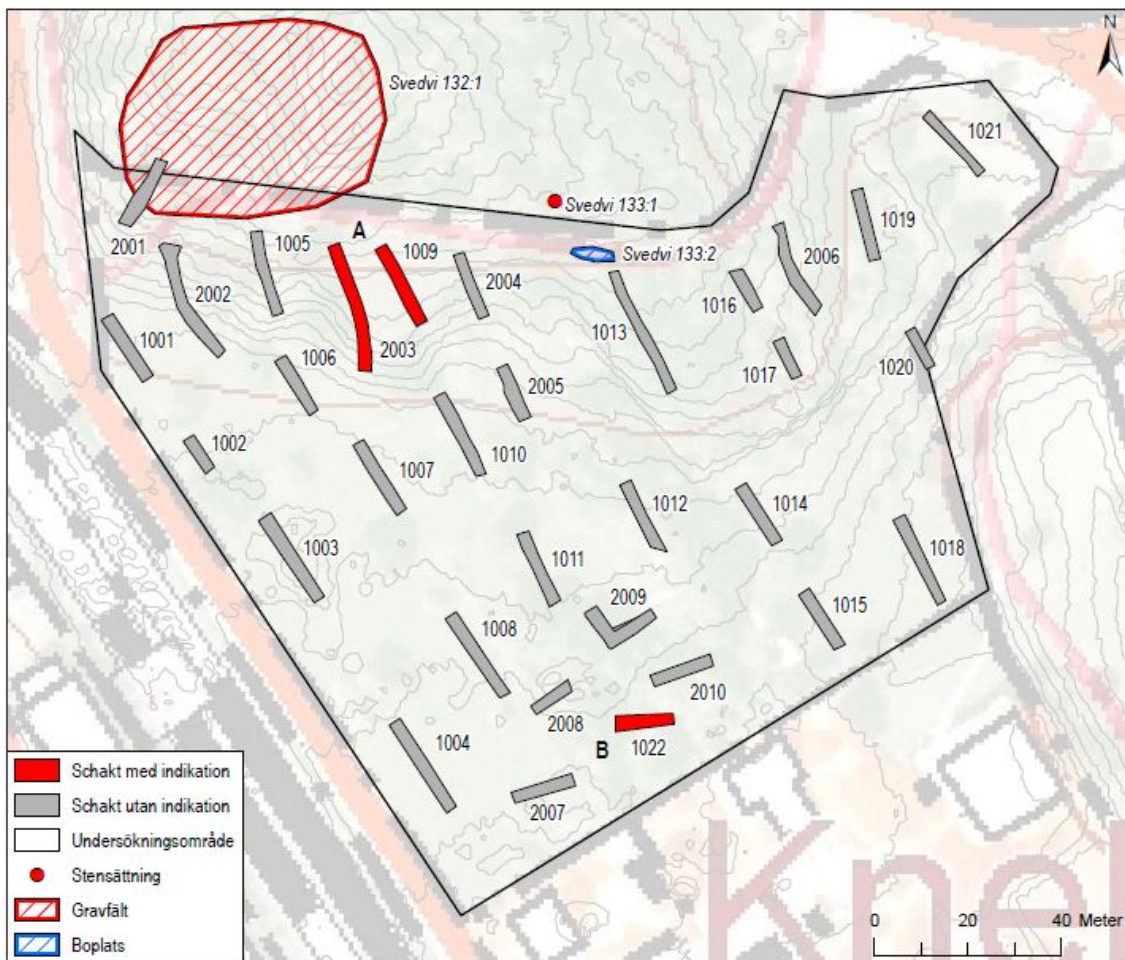 N
Svedvi 132:1
1021
Svedvi 133:1
1019
A
2001
1005
1009
2004
Svedvi 133:2
2006
2002
1016
1013
1001
2003
1006
1017
1020
2005
1002
1010
1007
1012
1014
1003
1018
1011
2009
1015
1008
2010
2008
1004
B
1022
2007
Schakt med indikation
Schakt utan indikation
Undersökningsområde
Stensättning
Gravfält
Boplats
Knel
0 20 40 Meter